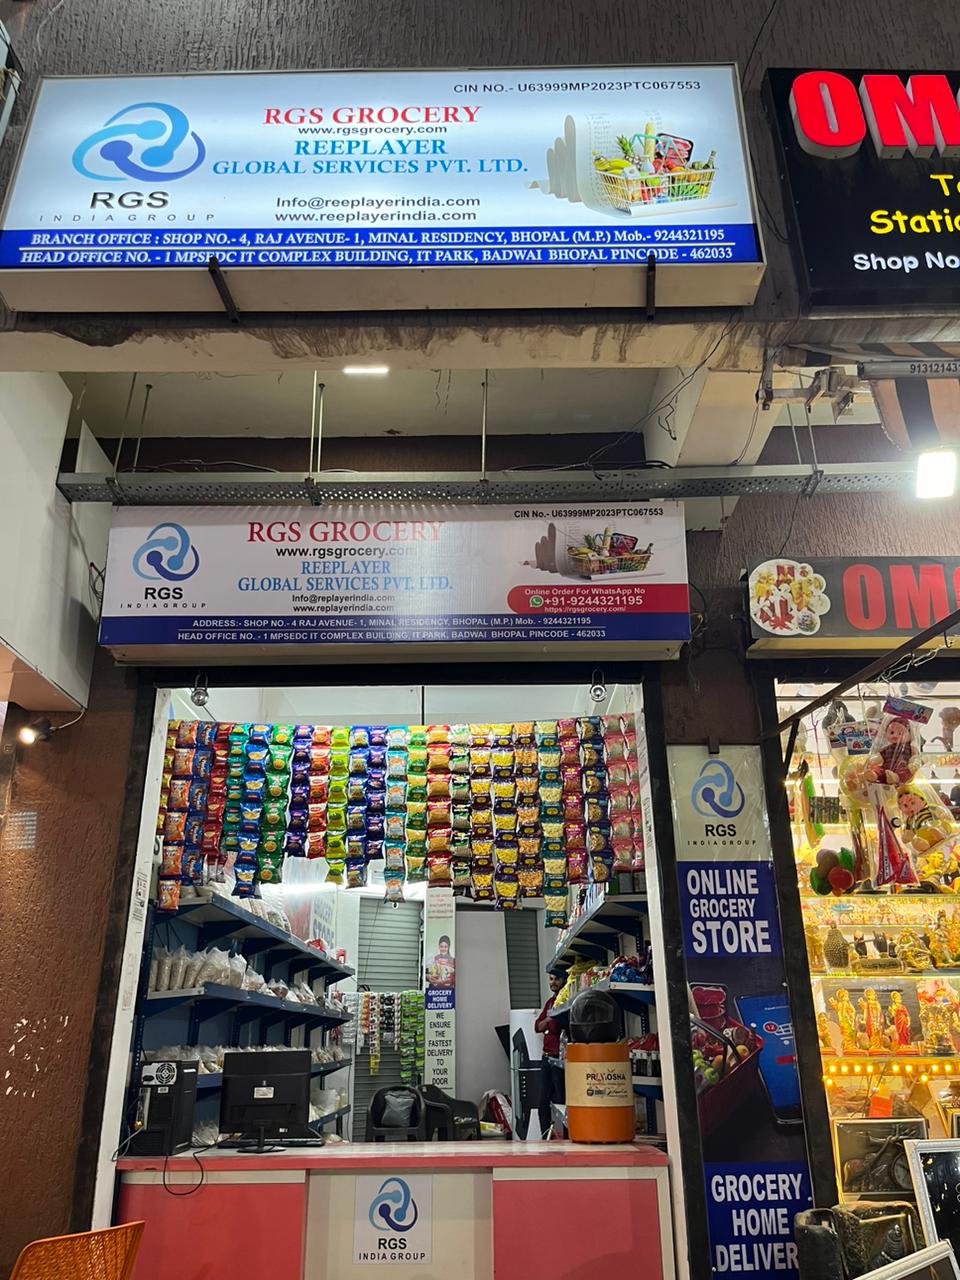 CIN NO.- U63999MP2023PTC067553
RGS GROCERY
www.rgsgrocery.com
REEPLAYER
GLOBAL SERVICES PVT. LTD.
RGS
INDIA GROUP
Info@reeplayerindia.com
www.reeplayerindia.com
BRANCH OFFICE : SHOP NO.- 4, RAJ AVENUE- 1, MINAL RESIDENCY, BHOPAL (M.P.) Mob.- 9244321195
HEAD OFFICE NO. - 1 MPSEDC IT COMPLEX BUILDING, IT PARK, BADWAI BHOPAL PINCODE - 462033
Shop No
CIN No.- U63999MP2023PTC067553
RGS GROCERY
www.rgsgrocery.com
REEPLAYER
GLOBAL SERVICES PVT. LTD.
RGS
INDIA GROUP
Info@replayerindia.com
www.replayerindia.com
Online Order For WhatsApp No
+91-9244321195
https://rgsgrocery.com/
ADDRESS:- SHOP NO.- 4 RAJ AVENUE- 1, MINAL RESIDENCY, BHOPAL (M.P.) Mob. - 9244321195
HEAD OFFICE NO. - 1 MPSEDC IT COMPLEX BUILDING, IT PARK, BADWAI BHOPAL PINCODE - 462033
RGS
INDIA GROUP
ONLINE
GROCERY
STORE
GROCERY
HOME
DELIVERY
WE
ENSURE
THE
FASTEST
DELIVERY
TO
YOUR
DOOR
PRIYOSHA
GROCERY
HOME
RGS
INDIA GROUP